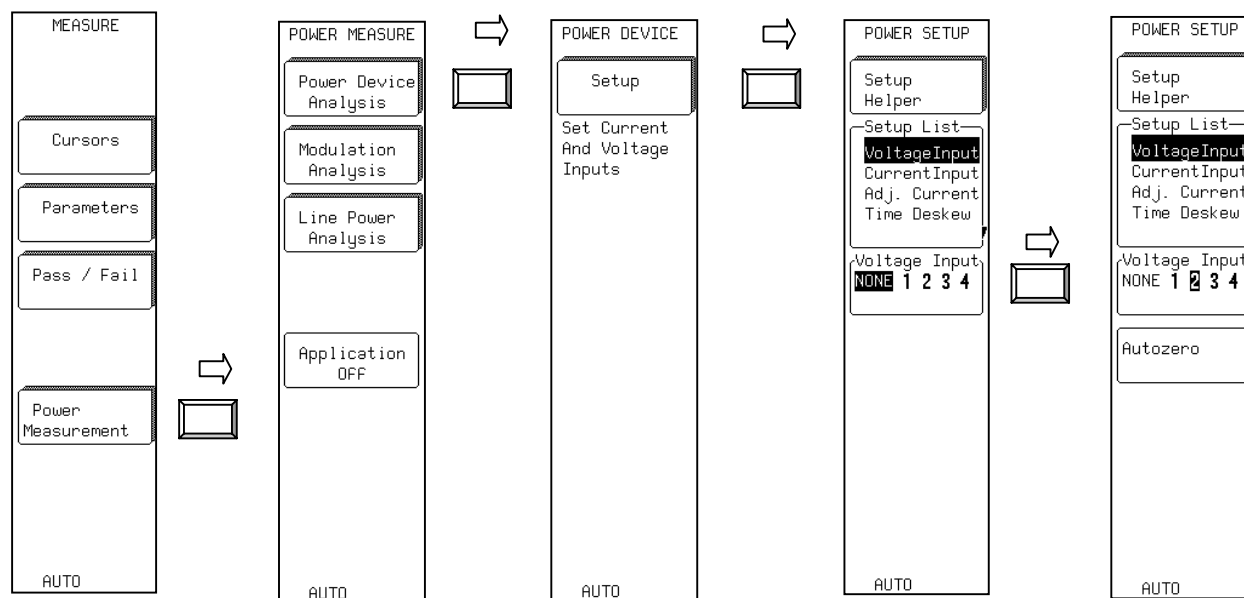 MEASURE
Cursors
Parameters
Pass / Fail
Power
Measurement
AUTO
POWER MEASURE
Power Device
Analysis
Modulation
Analysis
Line Power
Analysis
Application
OFF
AUTO
POWER DEVICE
Setup
Set Current
And Voltage
Inputs
AUTO
POWER SETUP
Setup
Helper
Setup List
VoltageInput
CurrentInput
Adj. Current
Time Deskew
Voltage Input
NONE 1 2 3 4
AUTO
POWER SETUP
Setup
Helper
Setup List
VoltageInput
CurrentInput
Adj. Current
Time Deskew
Voltage Input
NONE 1 2 3 4
Autozero
AUTO